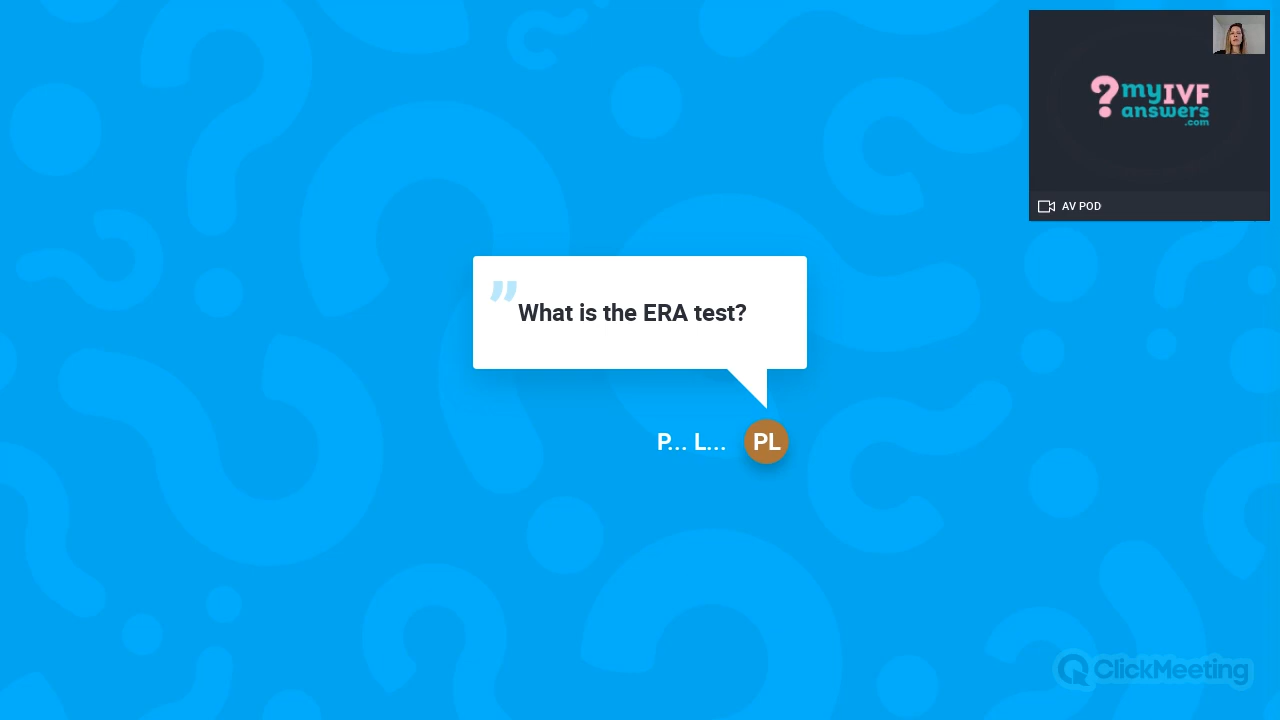 ?myIVF
answers
.com
AV POD
" What is the ERA test?
P... L... PL
ClickMeeting